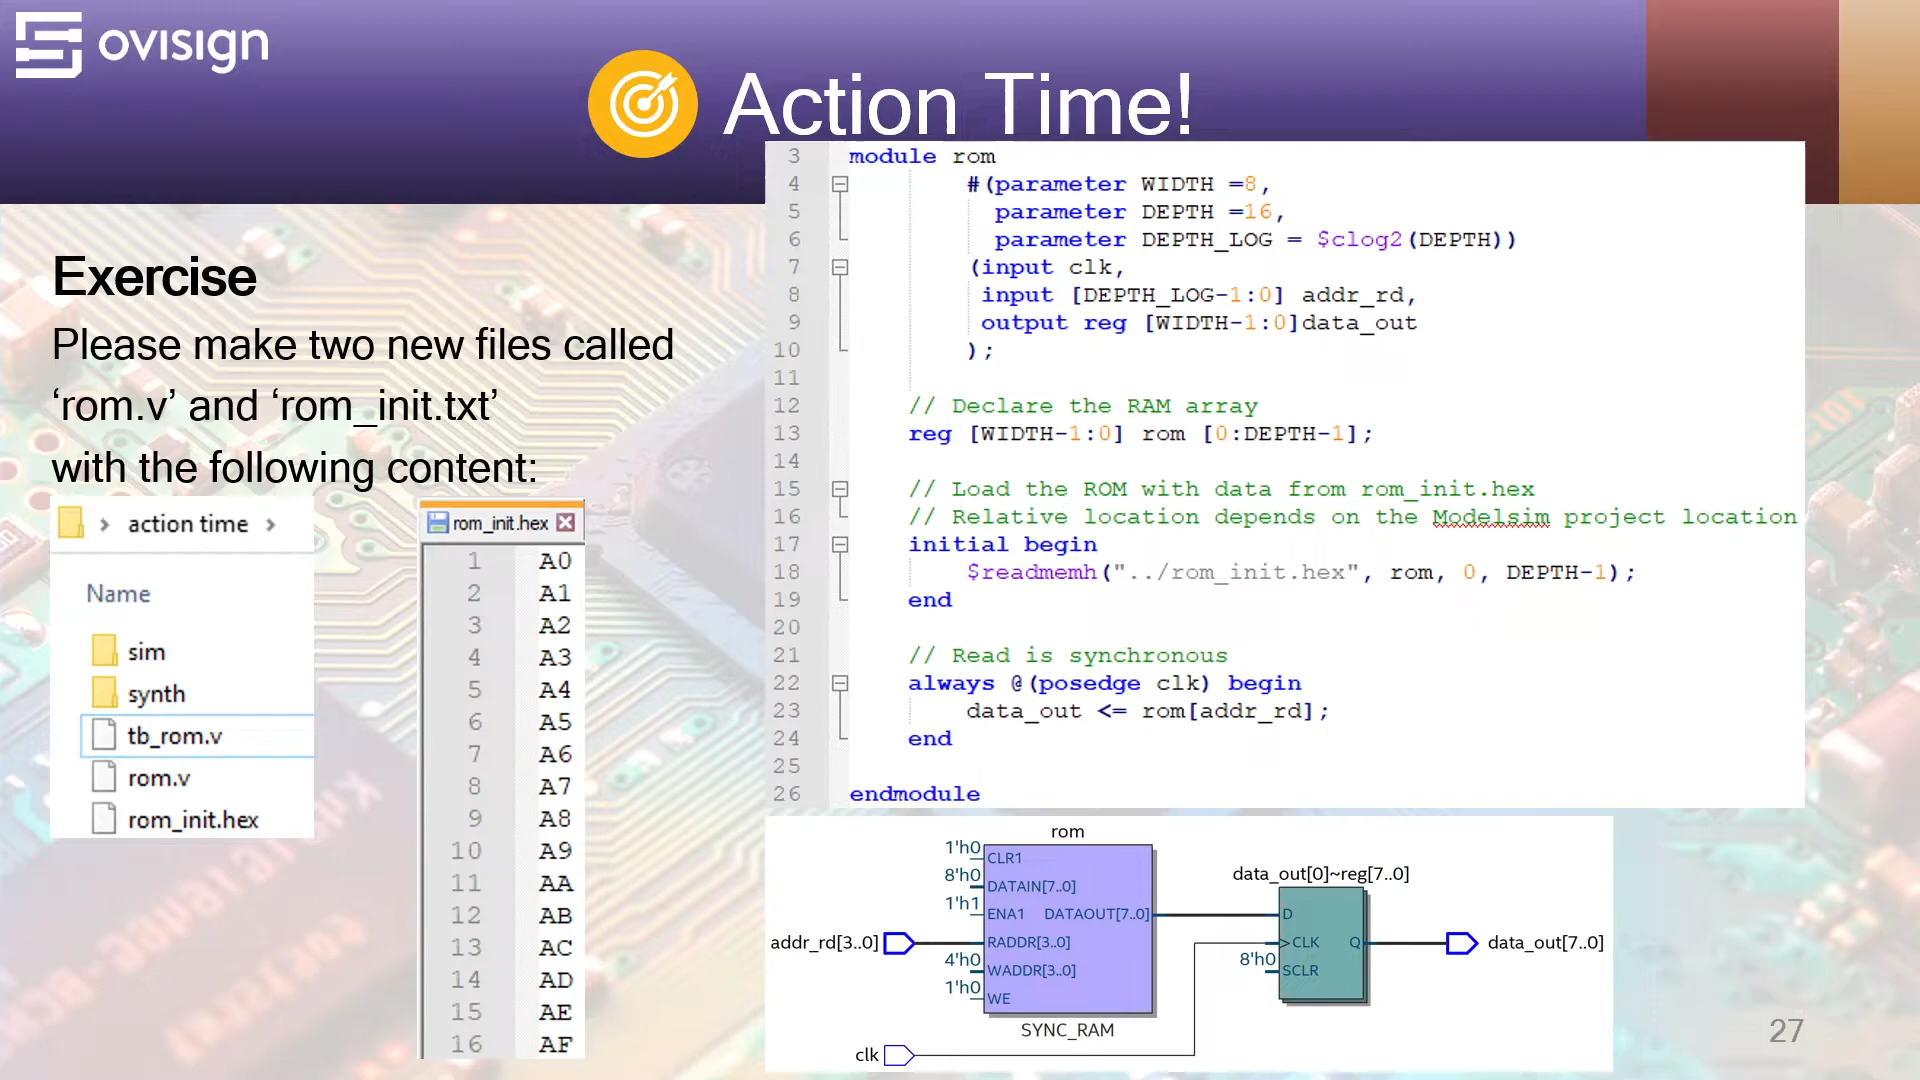 ovisign
Action Time!
Exercise
Please make two new files called
‘rom.v’ and ‘rom_init.txt’
with the following content:
action time
Name
sim
synth
tb_rom.v
rom.v
rom_init.hex
rom_init.hex
1 A0
2 A1
3 A2
4 A3
5 A4
6 A5
7 A6
8 A7
9 A8
10 A9
11 AA
12 AB
13 AC
14 AD
15 AE
16 AF
3 module rom
4 #(parameter WIDTH =8,
5 parameter DEPTH =16,
6 parameter DEPTH_LOG = $clog2(DEPTH))
7 (input clk,
8 input [DEPTH_LOG-1:0] addr_rd,
9 output reg [WIDTH-1:0]data_out
10 );
11
12 // Declare the RAM array
13 reg [WIDTH-1:0] rom [0:DEPTH-1];
14
15 // Load the ROM with data from rom_init.hex
16 // Relative location depends on the Modelsim project location
17 initial begin
18 $readmemh("../rom_init.hex", rom, 0, DEPTH-1);
19 end
20
21 // Read is synchronous
22 always @(posedge clk) begin
23 data_out <= rom[addr_rd];
24 end
25
26 endmodule
rom
1'h0 CLR1
8'h0 DATAIN[7..0]
1'h1 ENA1 DATAOUT[7..0]
addr_rd[3..0] RADDR[3..0]
4'h0 WADDR[3..0]
1'h0 WE
SYNC_RAM
clk
data_out[0]~reg[7..0]
D
>CLK Q
8'h0 SCLR
data_out[7..0]
27